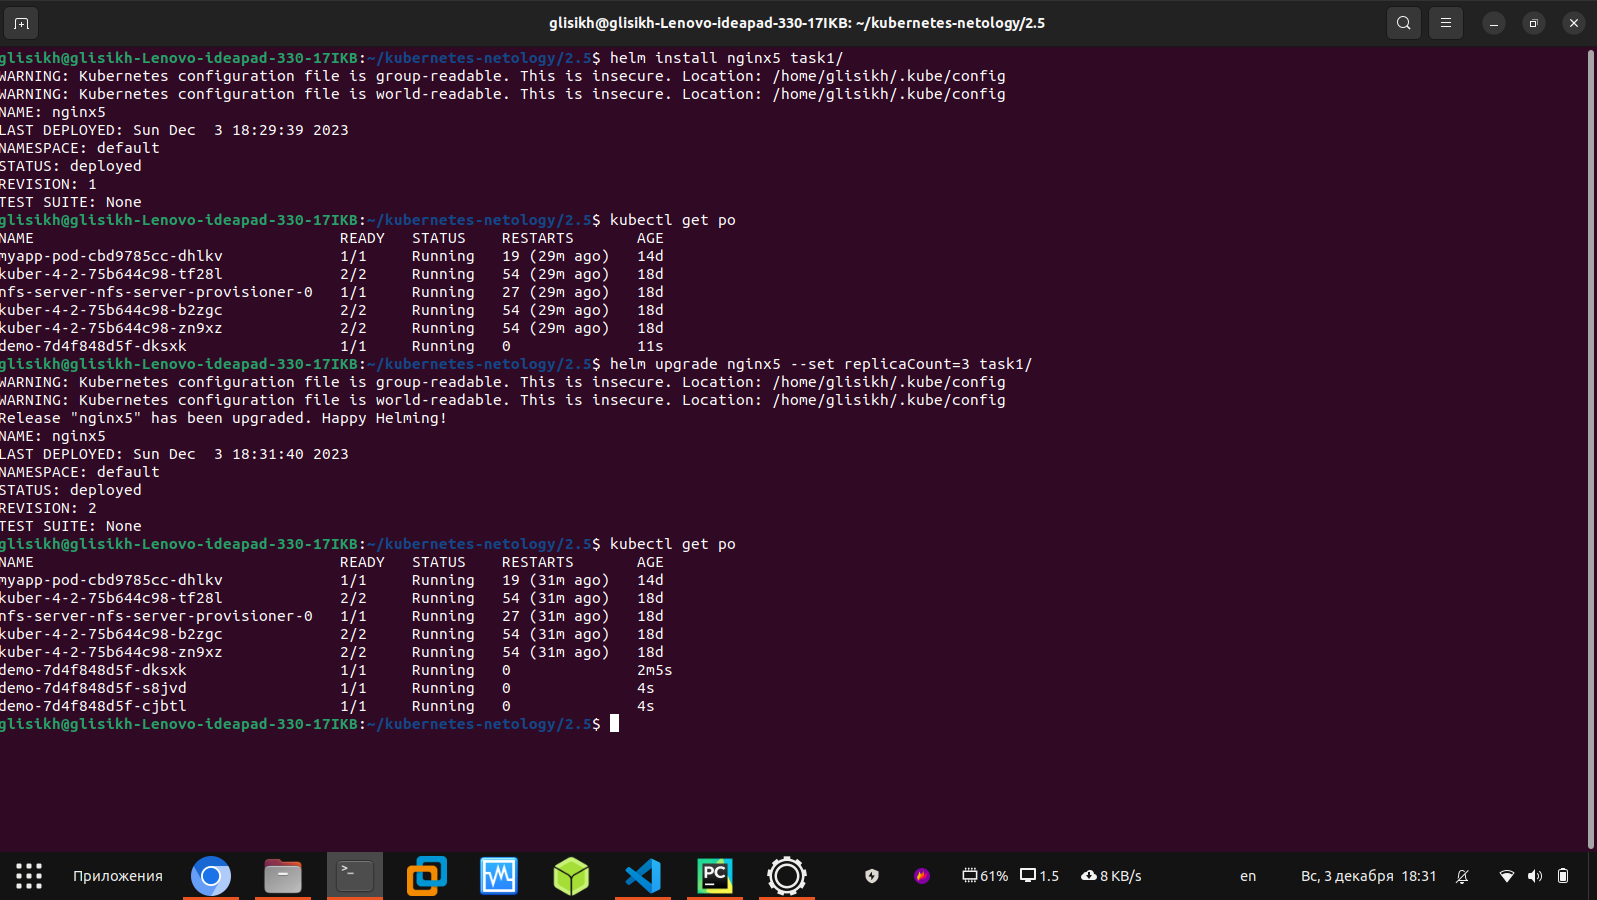 glisikh@glisikh-Lenovo-ideapad-330-17IKB: ~/kubernetes-netology/2.5
glisikh@glisikh-Lenovo-ideapad-330-17IKB:~/kubernetes-netology/2.5$ helm install nginx5 task1/
WARNING: Kubernetes configuration file is group-readable. This is insecure. Location: /home/glisikh/.kube/config
WARNING: Kubernetes configuration file is world-readable. This is insecure. Location: /home/glisikh/.kube/config
NAME: nginx5
LAST DEPLOYED: Sun Dec  3 18:29:39 2023
NAMESPACE: default
STATUS: deployed
REVISION: 1
TEST SUITE: None
glisikh@glisikh-Lenovo-ideapad-330-17IKB:~/kubernetes-netology/2.5$ kubectl get po
NAME                                  READY   STATUS    RESTARTS       AGE
myapp-pod-cbd9785cc-dhlkv             1/1     Running   19 (29m ago)   14d
kuber-4-2-75b644c98-tf28l             2/2     Running   54 (29m ago)   18d
nfs-server-nfs-server-provisioner-0   1/1     Running   27 (29m ago)   18d
kuber-4-2-75b644c98-b2zgc             2/2     Running   54 (29m ago)   18d
kuber-4-2-75b644c98-zn9xz             2/2     Running   54 (29m ago)   18d
demo-7d4f848d5f-dksxk                 1/1     Running   0              11s
glisikh@glisikh-Lenovo-ideapad-330-17IKB:~/kubernetes-netology/2.5$ helm upgrade nginx5 --set replicaCount=3 task1/
WARNING: Kubernetes configuration file is group-readable. This is insecure. Location: /home/glisikh/.kube/config
WARNING: Kubernetes configuration file is world-readable. This is insecure. Location: /home/glisikh/.kube/config
Release "nginx5" has been upgraded. Happy Helming!
NAME: nginx5
LAST DEPLOYED: Sun Dec  3 18:31:40 2023
NAMESPACE: default
STATUS: deployed
REVISION: 2
TEST SUITE: None
glisikh@glisikh-Lenovo-ideapad-330-17IKB:~/kubernetes-netology/2.5$ kubectl get po
NAME                                  READY   STATUS    RESTARTS       AGE
myapp-pod-cbd9785cc-dhlkv             1/1     Running   19 (31m ago)   14d
kuber-4-2-75b644c98-tf28l             2/2     Running   54 (31m ago)   18d
nfs-server-nfs-server-provisioner-0   1/1     Running   27 (31m ago)   18d
kuber-4-2-75b644c98-b2zgc             2/2     Running   54 (31m ago)   18d
kuber-4-2-75b644c98-zn9xz             2/2     Running   54 (31m ago)   18d
demo-7d4f848d5f-dksxk                 1/1     Running   0              2m5s
demo-7d4f848d5f-s8jvd                 1/1     Running   0              4s
demo-7d4f848d5f-cjbtl                 1/1     Running   0              4s
glisikh@glisikh-Lenovo-ideapad-330-17IKB:~/kubernetes-netology/2.5$
Приложения >_ PC 61% 1.5 8 KB/s en Вс, 3 декабря 18:31